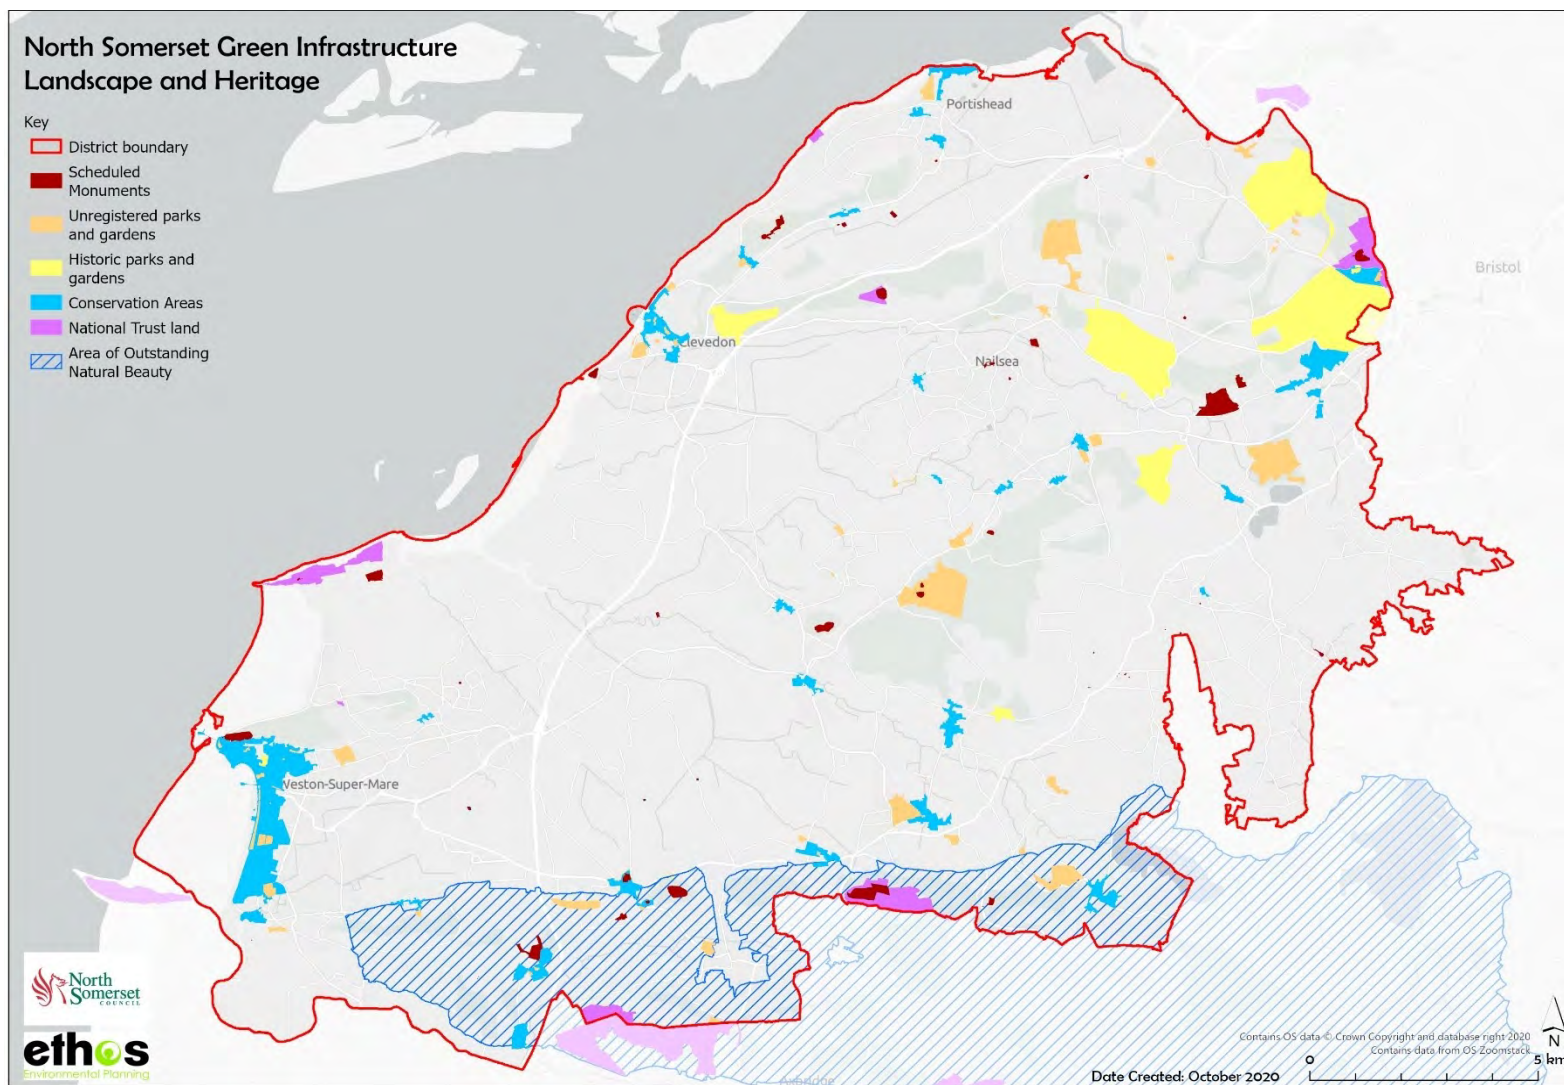 North Somerset Green Infrastructure
Landscape and Heritage
Key
District boundary
Scheduled
Monuments
Unregistered parks
and gardens
Historic parks and
gardens
Conservation Areas
National Trust land
Area of Outstanding
Natural Beauty
Portishead
Bristol
Clevedon
Nailsea
Weston-Super-Mare
North
Somerset
COUNCIL
ethos
Environmental Planning
Axbridge
Contains OS data © Crown Copyright and database right 2020
Contains data from OS Zoomstack
N
0
5 km
Date Created: October 2020